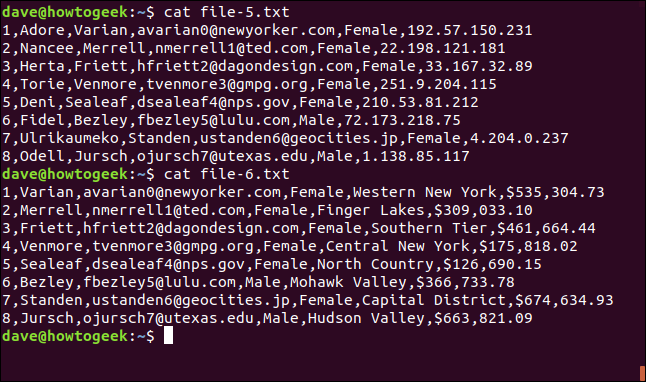 dave@howtogeek:~$ cat file-5.txt
1,Adore,Varian,avarian0@newyorker.com,Female,192.57.150.231
2,Nancee,Merrell,nmerrell1@ted.com,Female,22.198.121.181
3,Herta,Friett,hfriett2@dagondesign.com,Female,33.167.32.89
4,Torie,Venmore,tvenmore3@gmpg.org,Female,251.9.204.115
5,Deni,Sealeaf,dsealeaf4@nps.gov,Female,210.53.81.212
6,Fidel,Bezley,fbezley5@lulu.com,Male,72.173.218.75
7,Ulrikaumeko,Standen,ustanden6@geocities.jp,Female,4.204.0.237
8,Odell,Jursch,ojursch7@utexas.edu,Male,1.138.85.117
dave@howtogeek:~$ cat file-6.txt
1,Varian,avarian0@newyorker.com,Female,Western New York,$535,304.73
2,Merrell,nmerrell1@ted.com,Female,Finger Lakes,$309,033.10
3,Friett,hfriett2@dagondesign.com,Female,Southern Tier,$461,664.44
4,Venmore,tvenmore3@gmpg.org,Female,Central New York,$175,818.02
5,Sealeaf,dsealeaf4@nps.gov,Female,North Country,$126,690.15
6,Bezley,fbezley5@lulu.com,Male,Mohawk Valley,$366,733.78
7,Standen,ustanden6@geocities.jp,Female,Capital District,$674,634.93
8,Jursch,ojursch7@utexas.edu,Male,Hudson Valley,$663,821.09
dave@howtogeek:~$